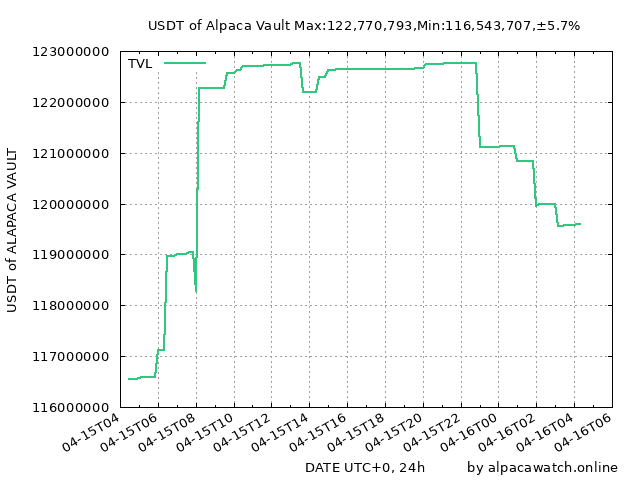 USDT of Alpaca Vault Max:122,770,793,Min:116,543,707,±5.7%
TVL
USDT of ALAPACA VAULT
123000000
122000000
121000000
120000000
119000000
118000000
117000000
116000000
04-15T04
04-15T06
04-15T08
04-15T10
04-15T12
04-15T14
04-15T16
04-15T18
04-15T20
04-15T22
04-16T00
04-16T02
04-16T04
04-16T06
DATE UTC+0, 24h
by alpacawatch.online